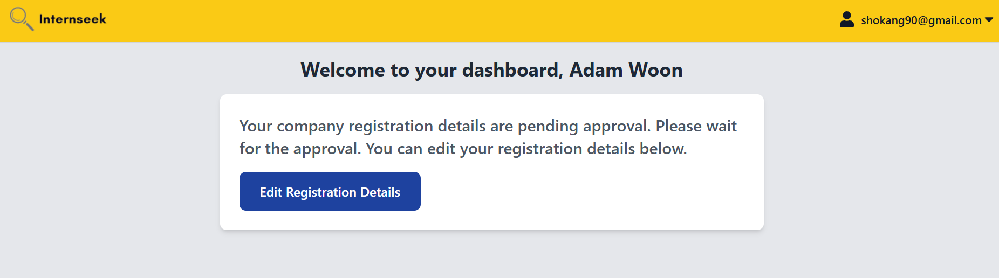 Internseek
shokang90@gmail.com
Welcome to your dashboard, Adam Woon
Your company registration details are pending approval. Please wait
for the approval. You can edit your registration details below.
Edit Registration Details